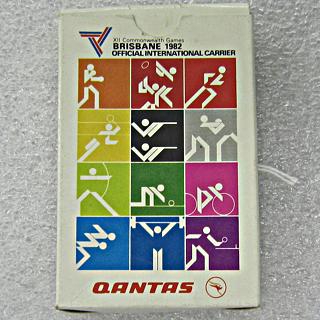 XII Commonwealth Games
BRISBANE 1982
OFFICIAL INTERNATIONAL CARRIER
QANTAS